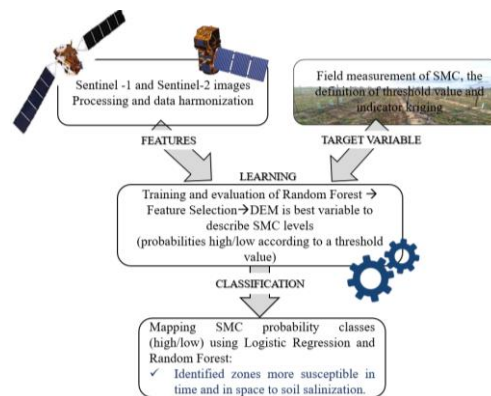 Sentinel -1 and Sentinel-2 images
Processing and data harmonization
Field measurement of SMC, the
definition of threshold value and
indicator kriging
FEATURES
TARGET VARIABLE
LEARNING
Training and evaluation of Random Forest →
Feature Selection→DEM is best variable to
describe SMC levels
(probabilities high/low according to a threshold
value)
CLASSIFICATION
Mapping SMC probability classes
(high/low) using Logistic Regression and
Random Forest:
✓ Identified zones more susceptible in
time and in space to soil salinization.